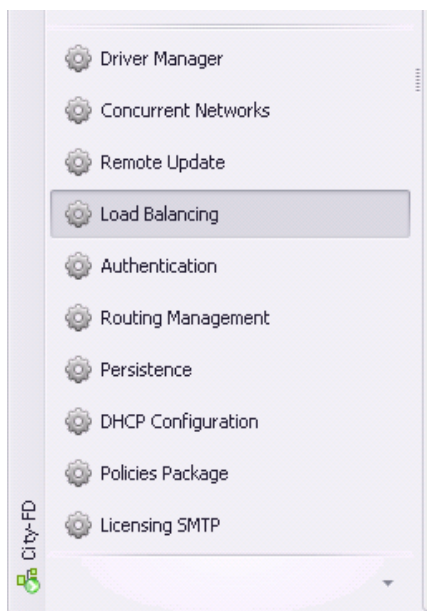 Driver Manager
Concurrent Networks
Remote Update
Load Balancing
Authentication
Routing Management
Persistence
DHCP Configuration
Policies Package
Licensing SMTP
City-FD